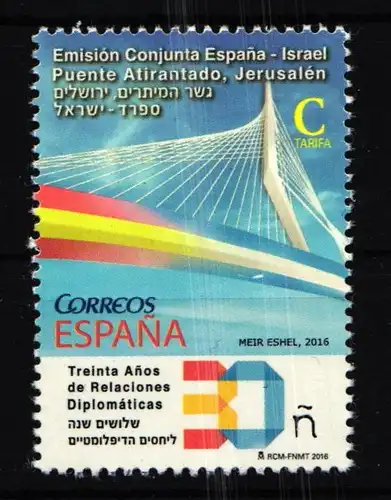 Emisión Conjunta España - Israel
Puente Atirantado, Jerusalén
גשר המיתרים, ירושלים
ספרד-ישראל
C
TARIFA
CORREOS
ESPAÑA
MEIR ESHEL, 2016
Treinta Años
de Relaciones
Diplomáticas
שלושים שנה
ליחסים הדיפלומטיים
30
ñ
RCM-FNMT 2016